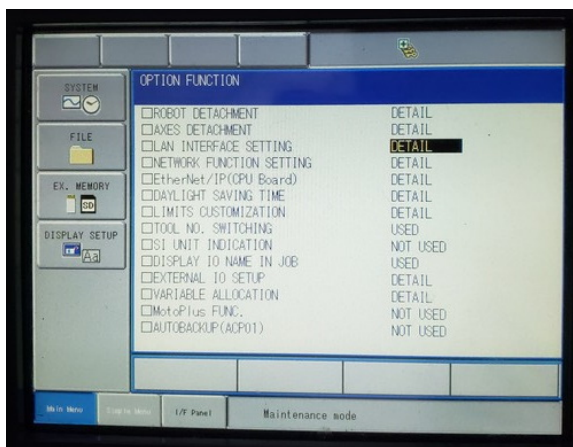 SYSTEM
FILE
EX. MEMORY
SD
DISPLAY SETUP
Aa
OPTION FUNCTION
□ROBOT DETACHMENT DETAIL
□AXES DETACHMENT DETAIL
□LAN INTERFACE SETTING DETAIL
□NETWORK FUNCTION SETTING DETAIL
□EtherNet/IP(CPU Board) DETAIL
□DAYLIGHT SAVING TIME DETAIL
□LIMITS CUSTOMIZATION DETAIL
□TOOL NO. SWITCHING USED
□SI UNIT INDICATION NOT USED
□DISPLAY IO NAME IN JOB USED
□EXTERNAL IO SETUP DETAIL
□VARIABLE ALLOCATION DETAIL
□MotoPlus FUNC. NOT USED
□AUTOBACKUP(ACP01) NOT USED
Main Menu Simple Menu I/F Panel Maintenance mode